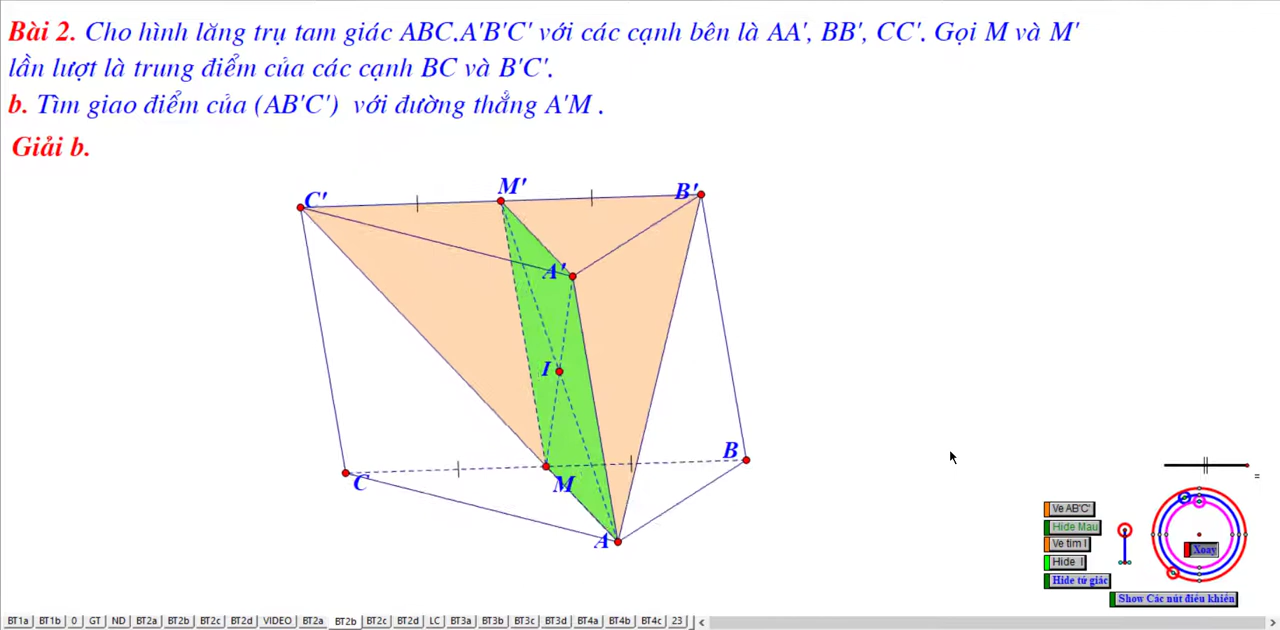 Bài 2. Cho hình lăng trụ tam giác ABC.A'B'C' với các cạnh bên là AA', BB', CC'. Gọi M và M'
lần lượt là trung điểm của các cạnh BC và B'C'.
b. Tìm giao điểm của (AB'C') với đường thẳng A'M .
Giải b.
C'
M'
B'
A'
I
B
C
M
A
Ve AB'C'
Hide Mau
Ve tim I
Hide I
Hide tứ giác
Xoay
Show Các nút điều khiển
BT1a BT1b 0 GT ND BT2a BT2b BT2c BT2d VIDEO BT2a BT2b BT2c BT2d LC BT3a BT3b BT3c BT3d BT4a BT4b BT4c 23